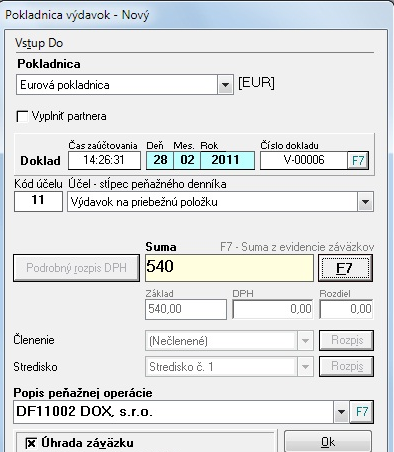 Pokladnica výdavok - Nový
Vstup Do
Pokladnica
Eurová pokladnica [EUR]
Vyplniť partnera
Čas zaúčtovania Deň Mes. Rok Číslo dokladu
Doklad 14:26:31 28 02 2011 V-00006 F7
Kód účelu Účel - stĺpec peňažného denníka
11 Výdavok na priebežnú položku
Suma F7 - Suma z evidencie záväzkov
Podrobný rozpis DPH 540 F7
Základ DPH Rozdiel
540,00 0,00 0,00
Členenie (Nečlenené) Rozpis
Stredisko Stredisko č. 1 Rozpis
Popis peňažnej operácie
DF11002 DOX, s.r.o. F7
Úhrada záväzku Ok